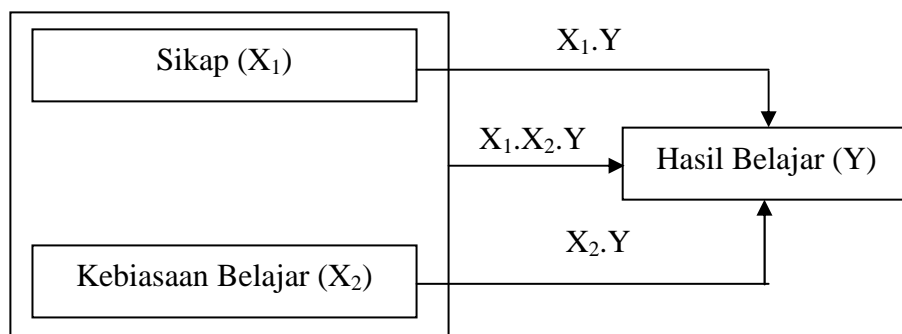 Sikap (X₁)
X₁.Y
X₁.X₂.Y
Hasil Belajar (Y)
X₂.Y
Kebiasaan Belajar (X₂)